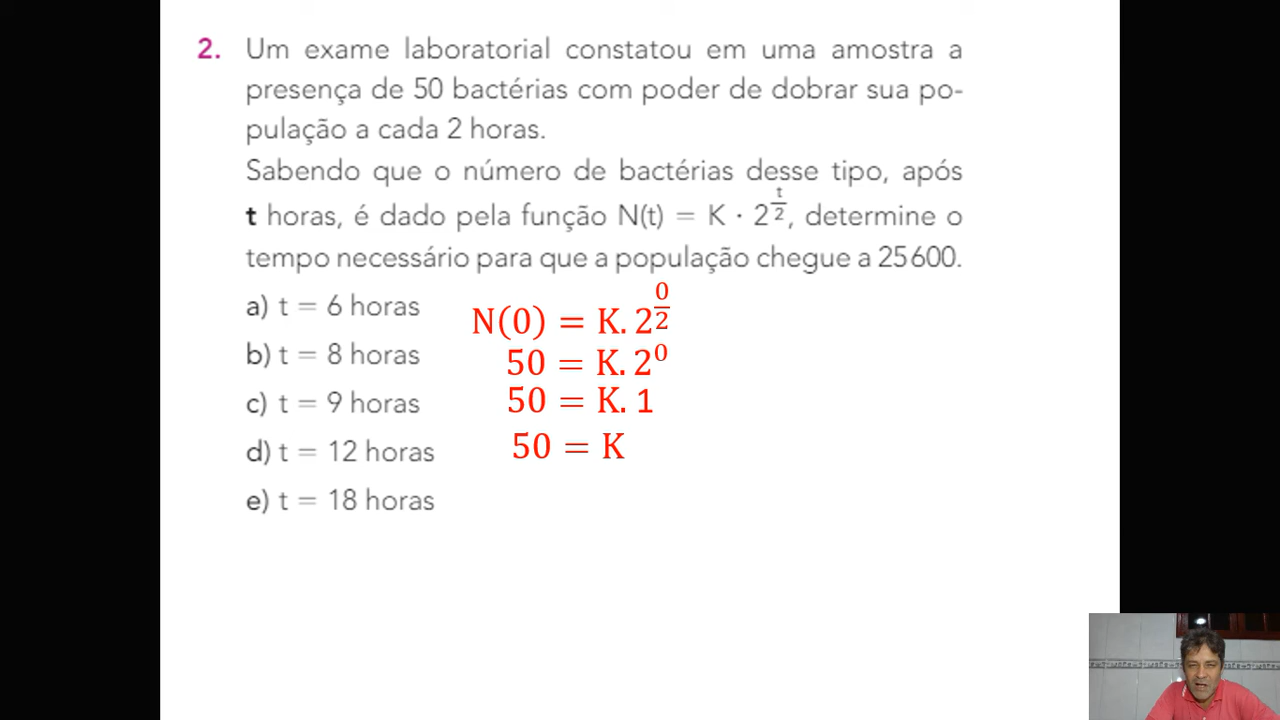 2. Um exame laboratorial constatou em uma amostra a
presença de 50 bactérias com poder de dobrar sua po-
pulação a cada 2 horas.
Sabendo que o número de bactérias desse tipo, após
t horas, é dado pela função N(t) = K · 2^(t/2), determine o
tempo necessário para que a população chegue a 25 600.
a) t = 6 horas
b) t = 8 horas
c) t = 9 horas
d) t = 12 horas
e) t = 18 horas
N(0) = K. 2^(0/2)
50 = K. 2^0
50 = K. 1
50 = K